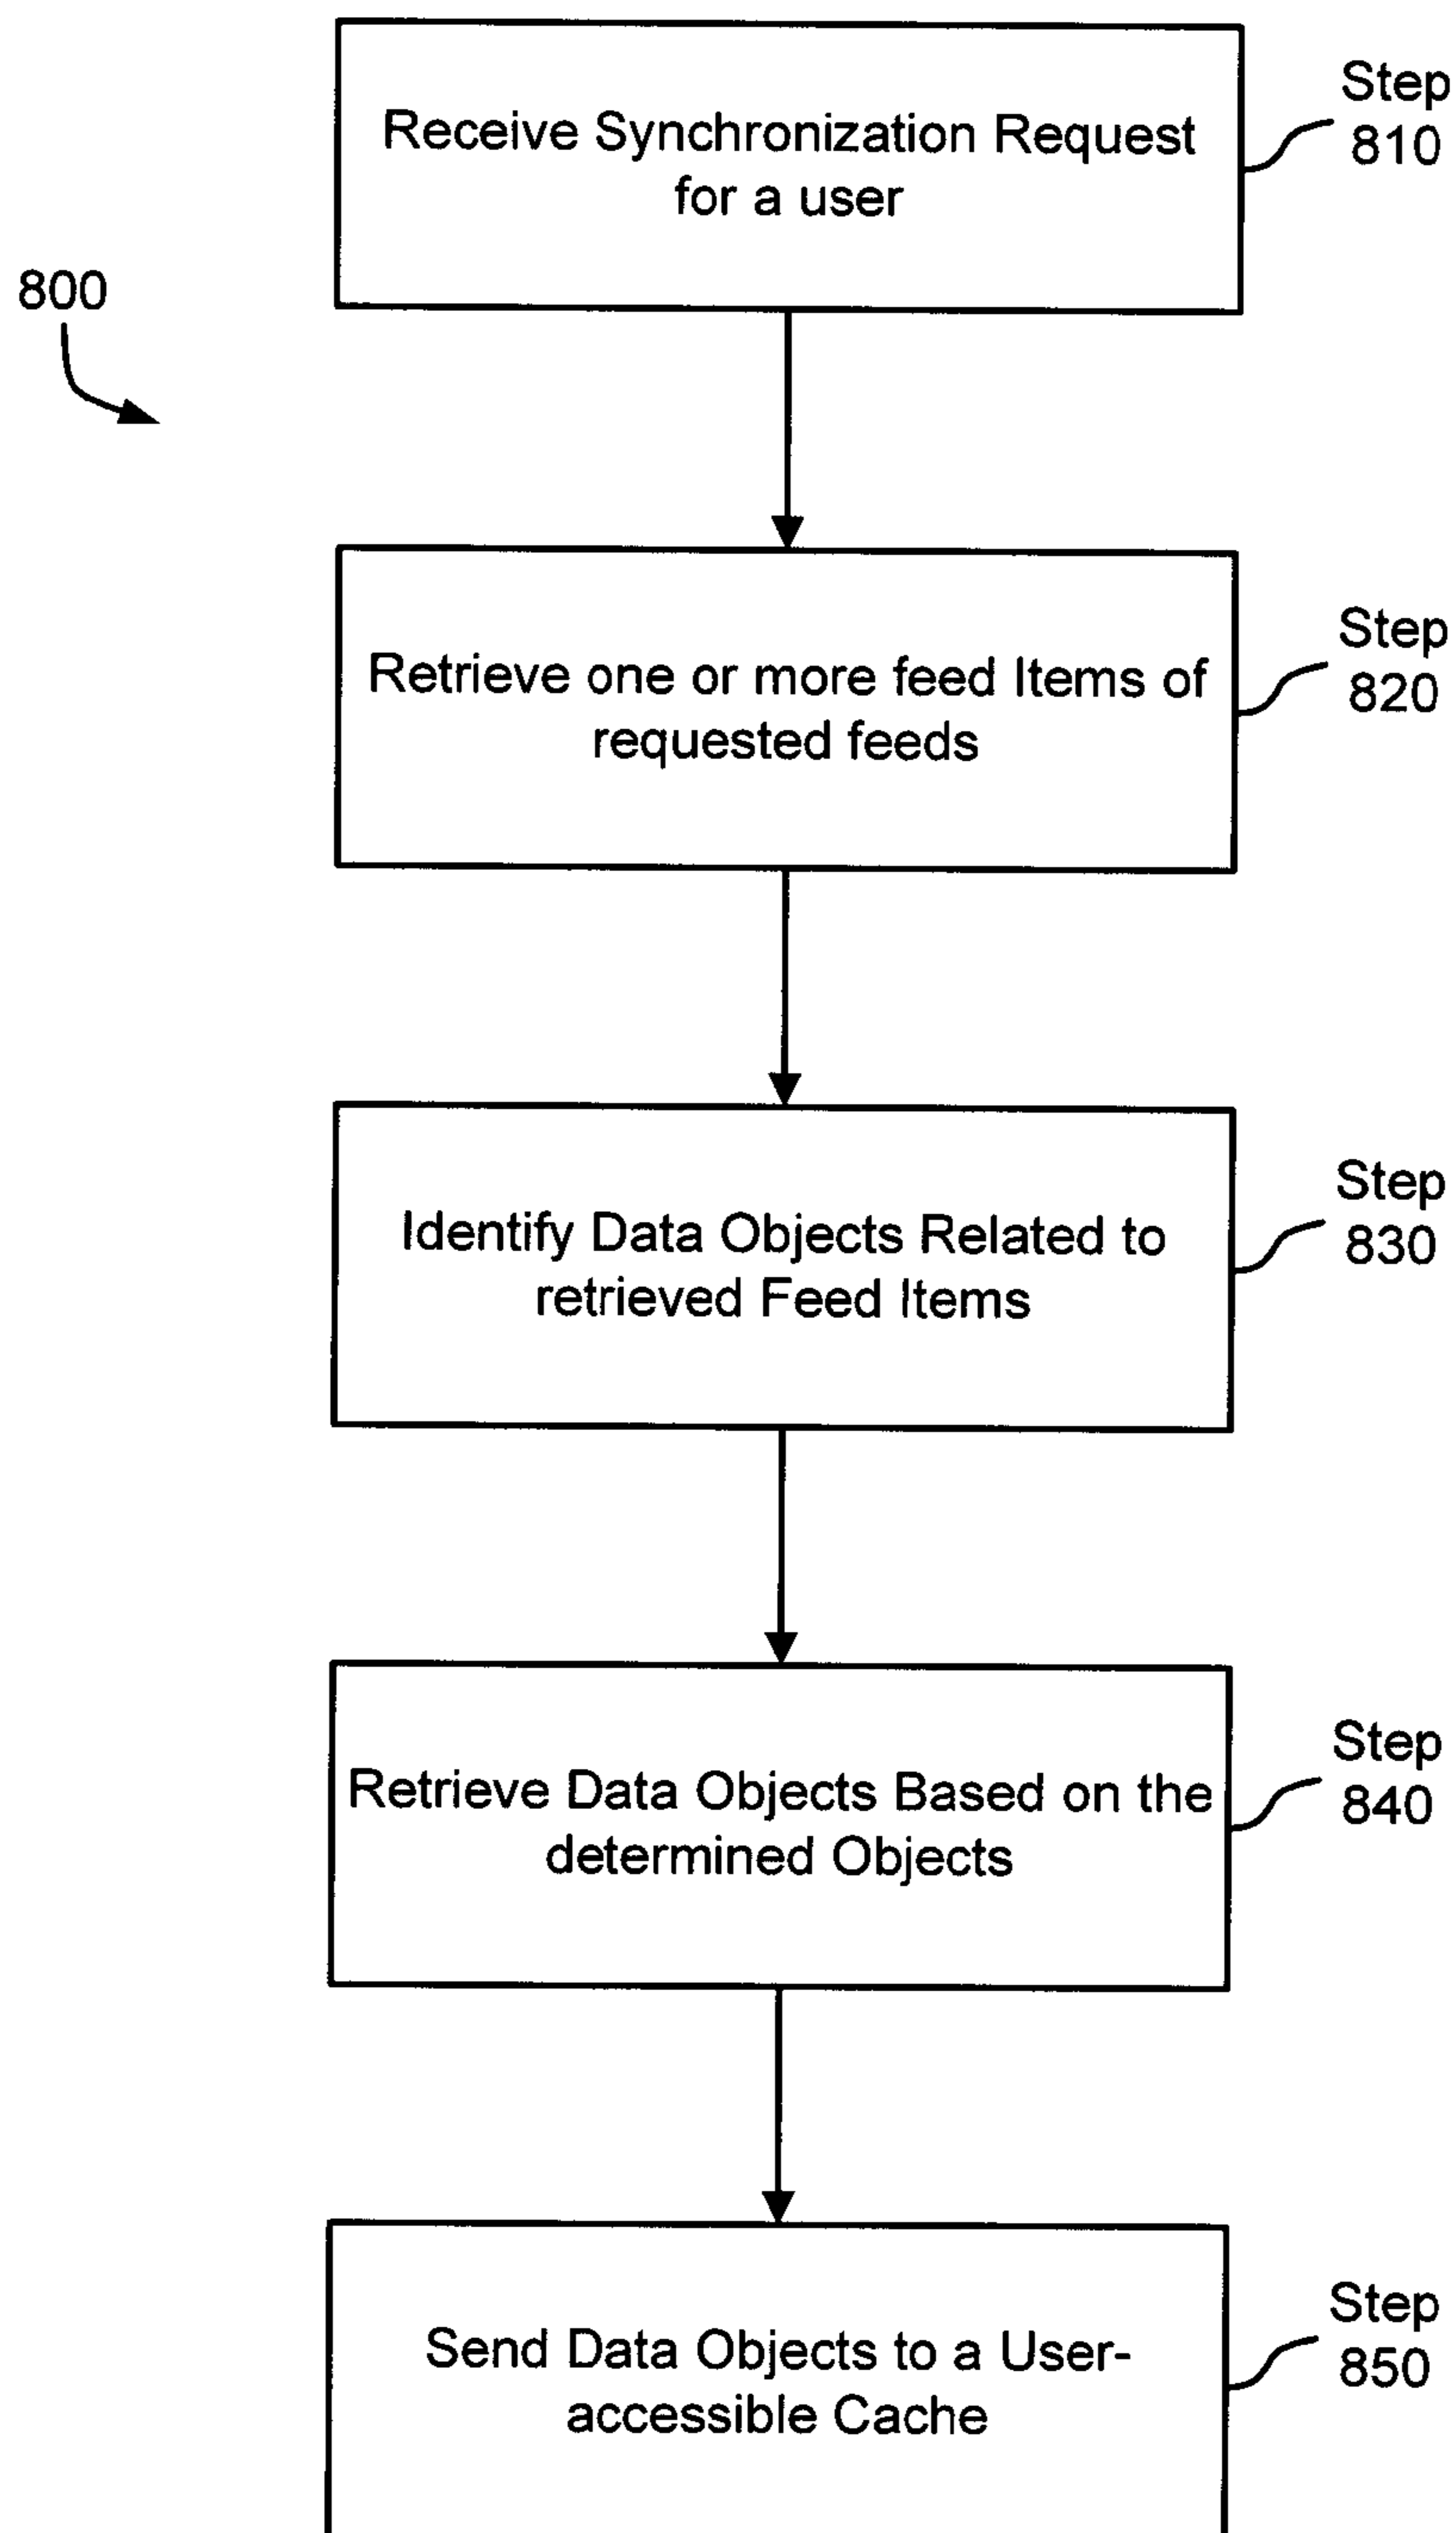 Receive Synchronization Request
for a user
Step
810
800
Retrieve one or more feed Items of
requested feeds
Step
820
Identify Data Objects Related to
retrieved Feed Items
Step
830
Retrieve Data Objects Based on the
determined Objects
Step
840
Send Data Objects to a User-
accessible Cache
Step
850